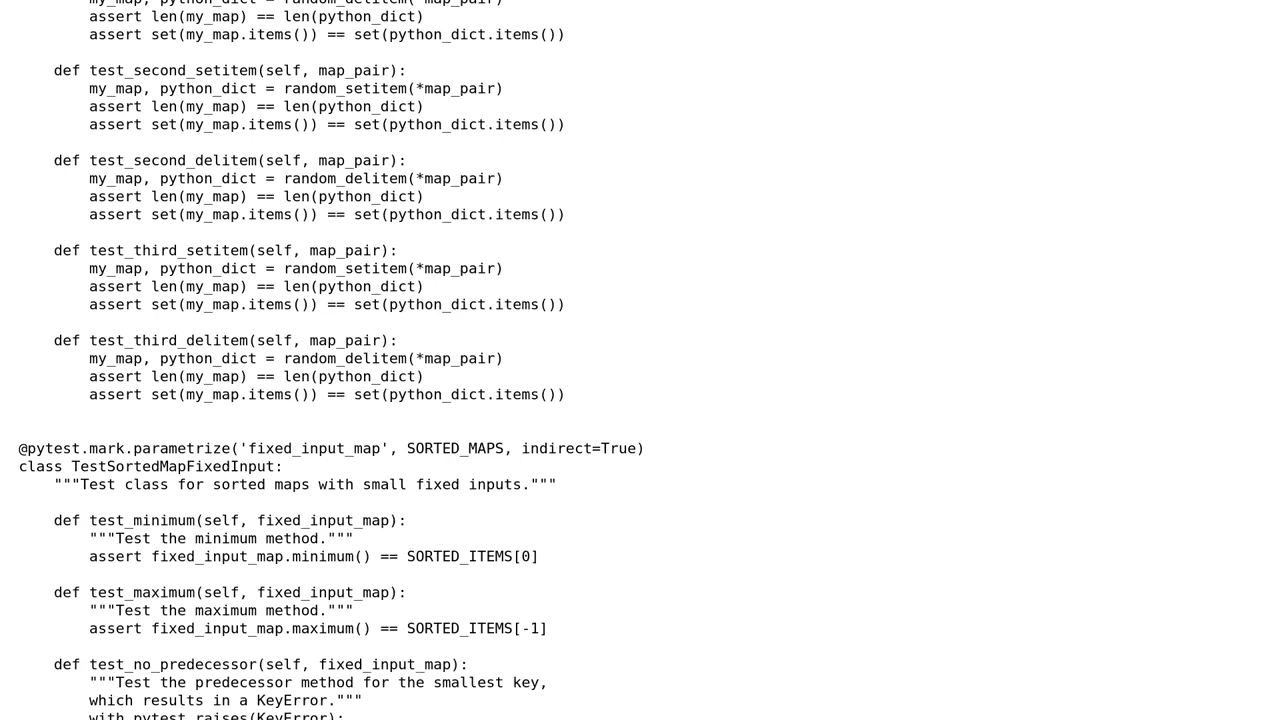 my_map, python_dict = random_delitem(*map_pair)
assert len(my_map) == len(python_dict)
assert set(my_map.items()) == set(python_dict.items())
def test_second_setitem(self, map_pair):
my_map, python_dict = random_setitem(*map_pair)
assert len(my_map) == len(python_dict)
assert set(my_map.items()) == set(python_dict.items())
def test_second_delitem(self, map_pair):
my_map, python_dict = random_delitem(*map_pair)
assert len(my_map) == len(python_dict)
assert set(my_map.items()) == set(python_dict.items())
def test_third_setitem(self, map_pair):
my_map, python_dict = random_setitem(*map_pair)
assert len(my_map) == len(python_dict)
assert set(my_map.items()) == set(python_dict.items())
def test_third_delitem(self, map_pair):
my_map, python_dict = random_delitem(*map_pair)
assert len(my_map) == len(python_dict)
assert set(my_map.items()) == set(python_dict.items())
@pytest.mark.parametrize('fixed_input_map', SORTED_MAPS, indirect=True)
class TestSortedMapFixedInput:
"""Test class for sorted maps with small fixed inputs."""
def test_minimum(self, fixed_input_map):
"""Test the minimum method."""
assert fixed_input_map.minimum() == SORTED_ITEMS[0]
def test_maximum(self, fixed_input_map):
"""Test the maximum method."""
assert fixed_input_map.maximum() == SORTED_ITEMS[-1]
def test_no_predecessor(self, fixed_input_map):
"""Test the predecessor method for the smallest key,
which results in a KeyError."""
with pytest.raises(KeyError):